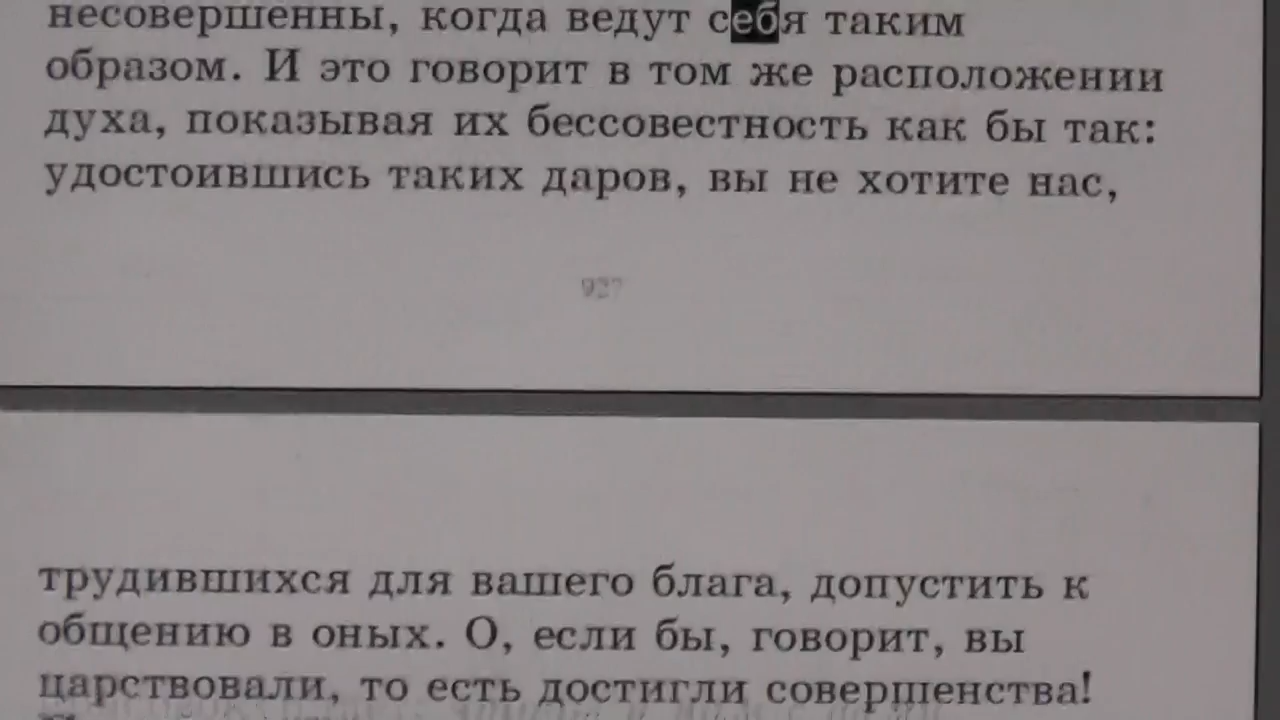 несовершенны, когда ведут себя таким
образом. И это говорит в том же расположении
духа, показывая их бессовестность как бы так:
удостоившись таких даров, вы не хотите нас,
927
трудившихся для вашего блага, допустить к
общению в оных. О, если бы, говорит, вы
царствовали, то есть достигли совершенства!